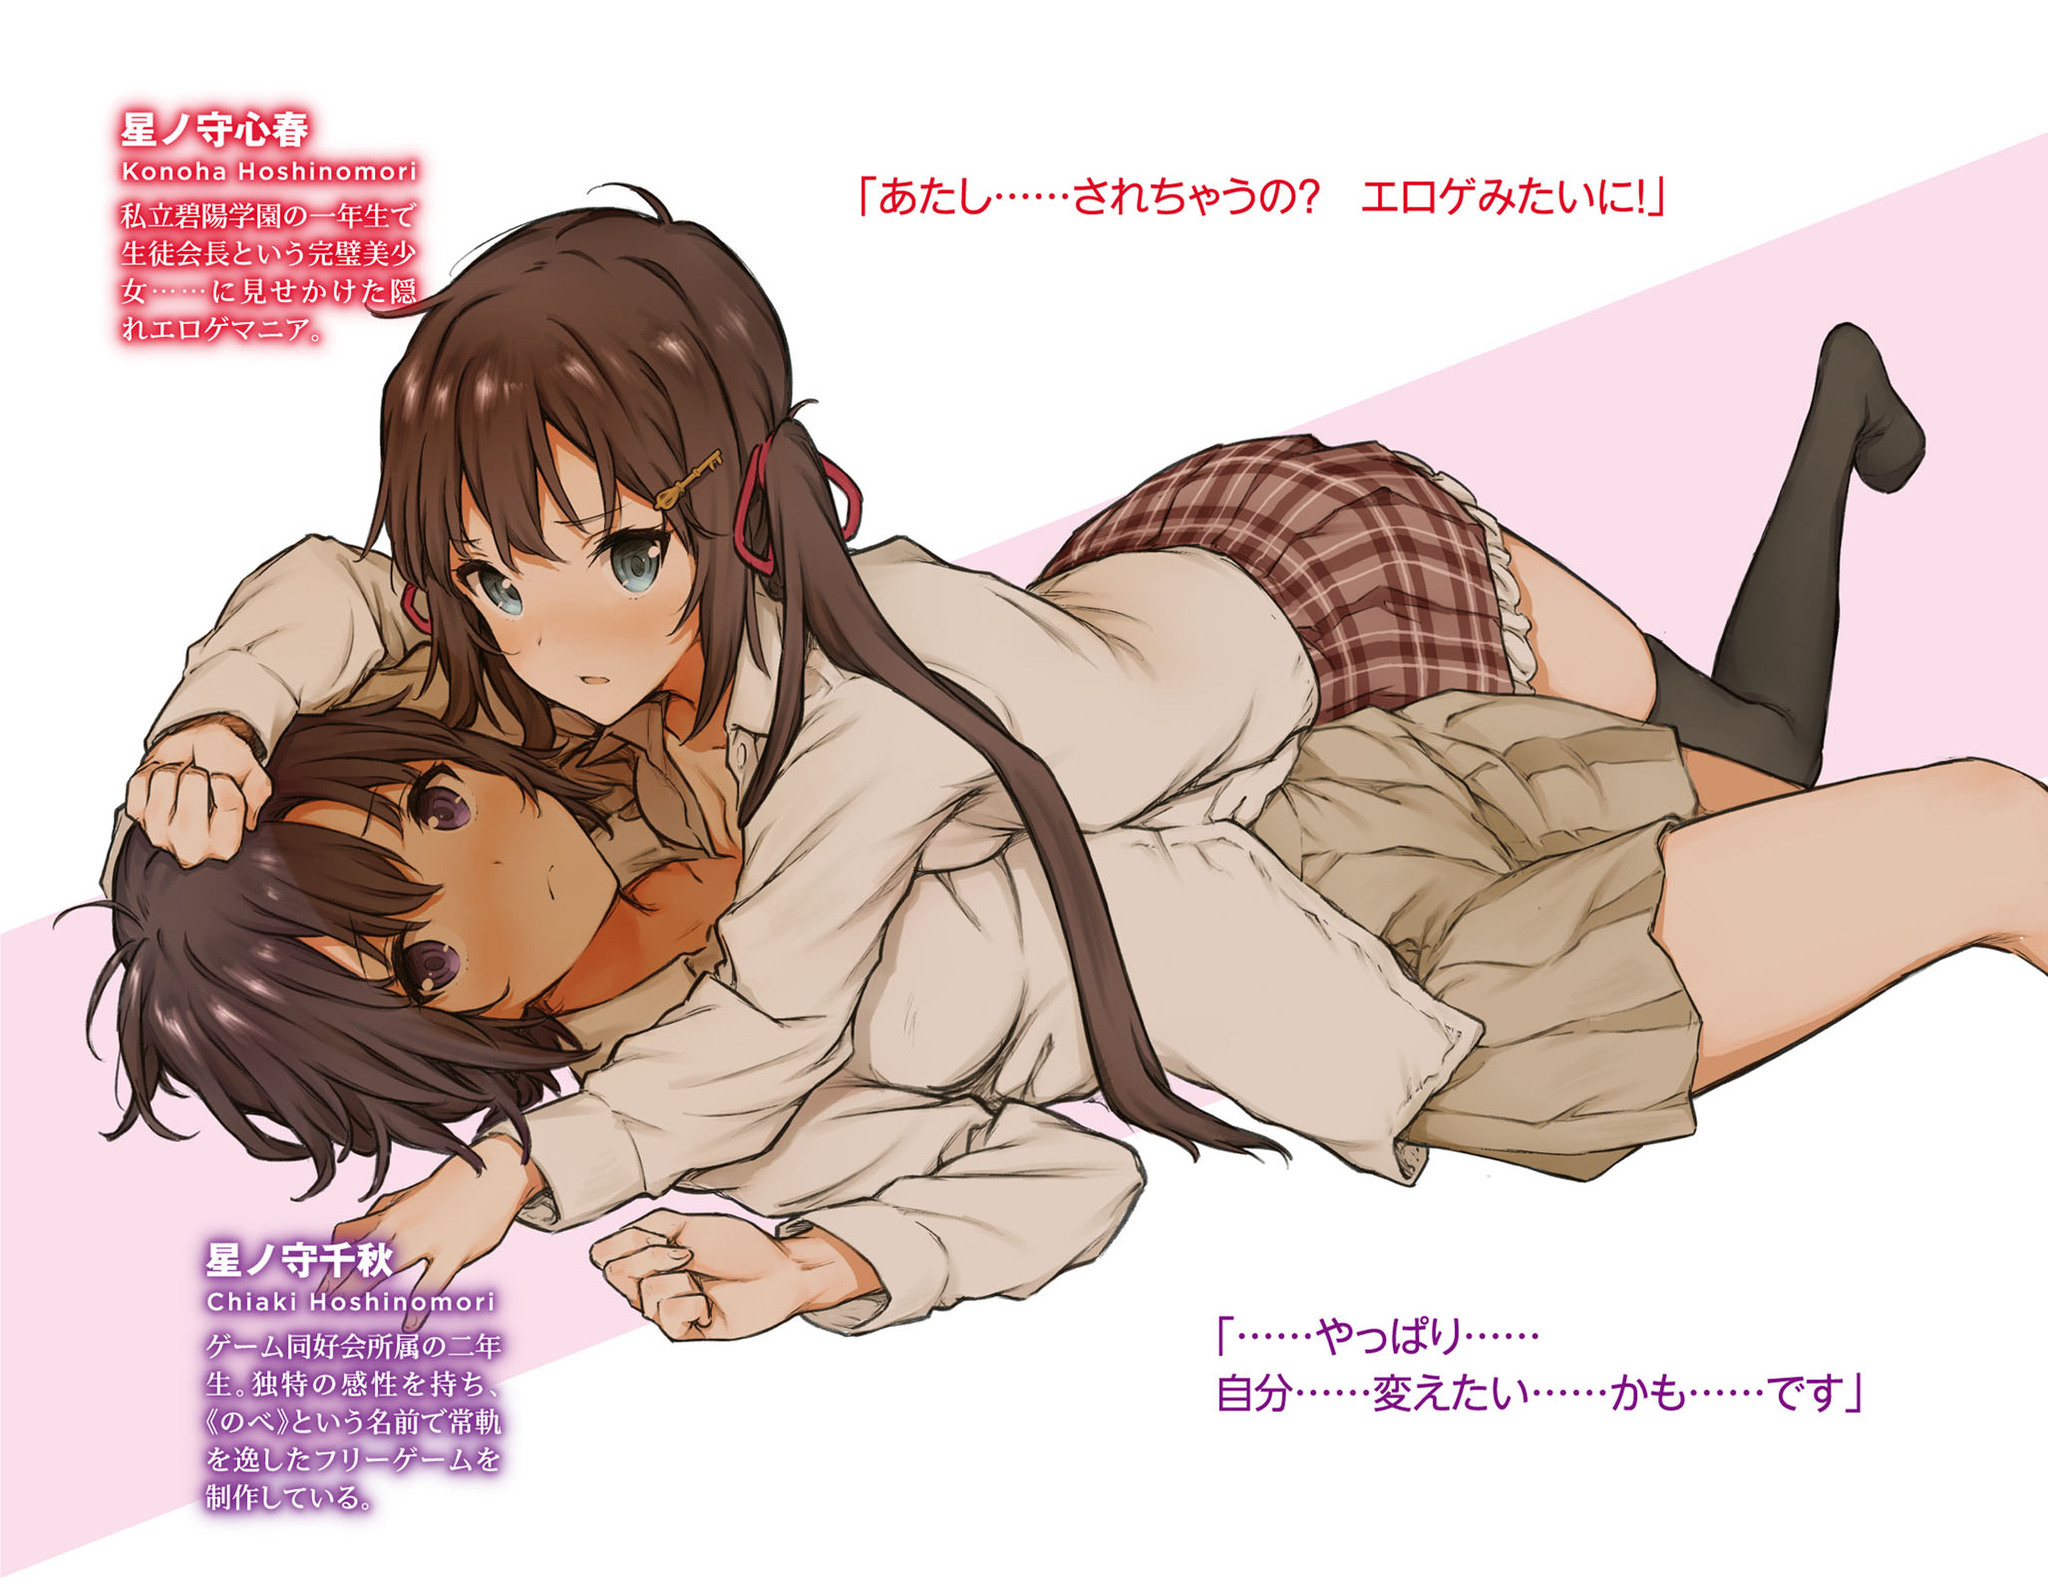 星ノ守心春
Konoha Hoshinomori
私立碧陽学園の一年生で
生徒会長という完璧美少
女……に見せかけた隠
れエロゲマニア。
「あたし……されちゃうの?　エロゲみたいに!」
星ノ守千秋
Chiaki Hoshinomori
ゲーム同好会所属の二年
生。独特の感性を持ち、
《のべ》という名前で常軌
を逸したフリーゲームを
制作している。
「……やっぱり……
自分……変えたい……かも……です」